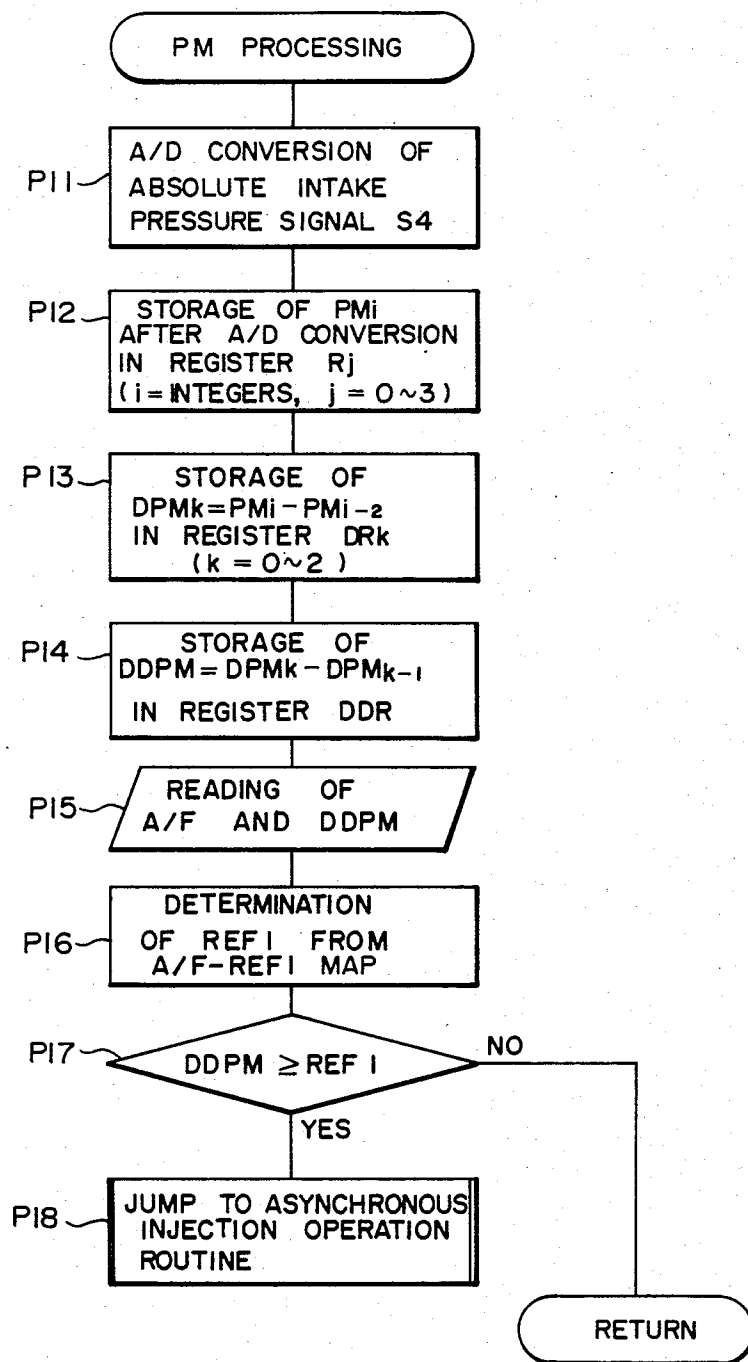 PM PROCESSING
P11
A/D CONVERSION OF
ABSOLUTE INTAKE
PRESSURE SIGNAL S4
P12
STORAGE OF PMi
AFTER A/D CONVERSION
IN REGISTER Rj
(i=INTEGERS, j=0~3)
P13
STORAGE OF
DPMk=PMi-PMi-2
IN REGISTER DRk
(k=0~2)
P14
STORAGE OF
DDPM=DPMk-DPMk-1
IN REGISTER DDR
P15
READING OF
A/F AND DDPM
P16
DETERMINATION
OF REF1 FROM
A/F-REF1 MAP
P17
DDPM ≥ REF1
NO
YES
P18
JUMP TO ASYNCHRONOUS
INJECTION OPERATION
ROUTINE
RETURN